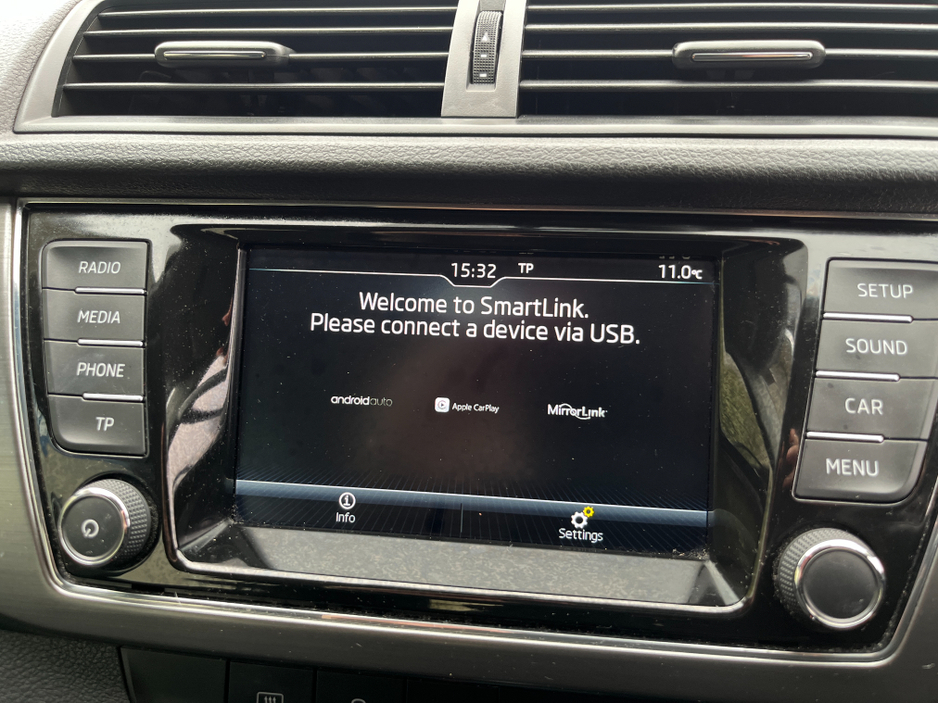 RADIO
MEDIA
PHONE
TP
15:32 TP 11.0°C
Welcome to SmartLink.
Please connect a device via USB.
androidauto
Apple CarPlay
MirrorLink
Info
Settings
SETUP
SOUND
CAR
MENU